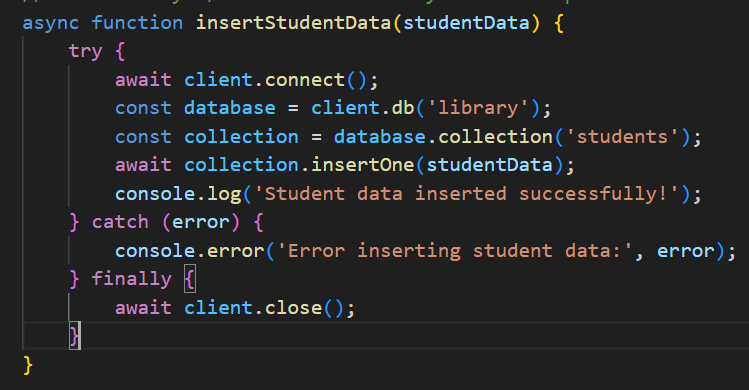 async function insertStudentData(studentData) {
    try {
        await client.connect();
        const database = client.db('library');
        const collection = database.collection('students');
        await collection.insertOne(studentData);
        console.log('Student data inserted successfully!');
    } catch (error) {
        console.error('Error inserting student data:', error);
    } finally {
        await client.close();
    }
}